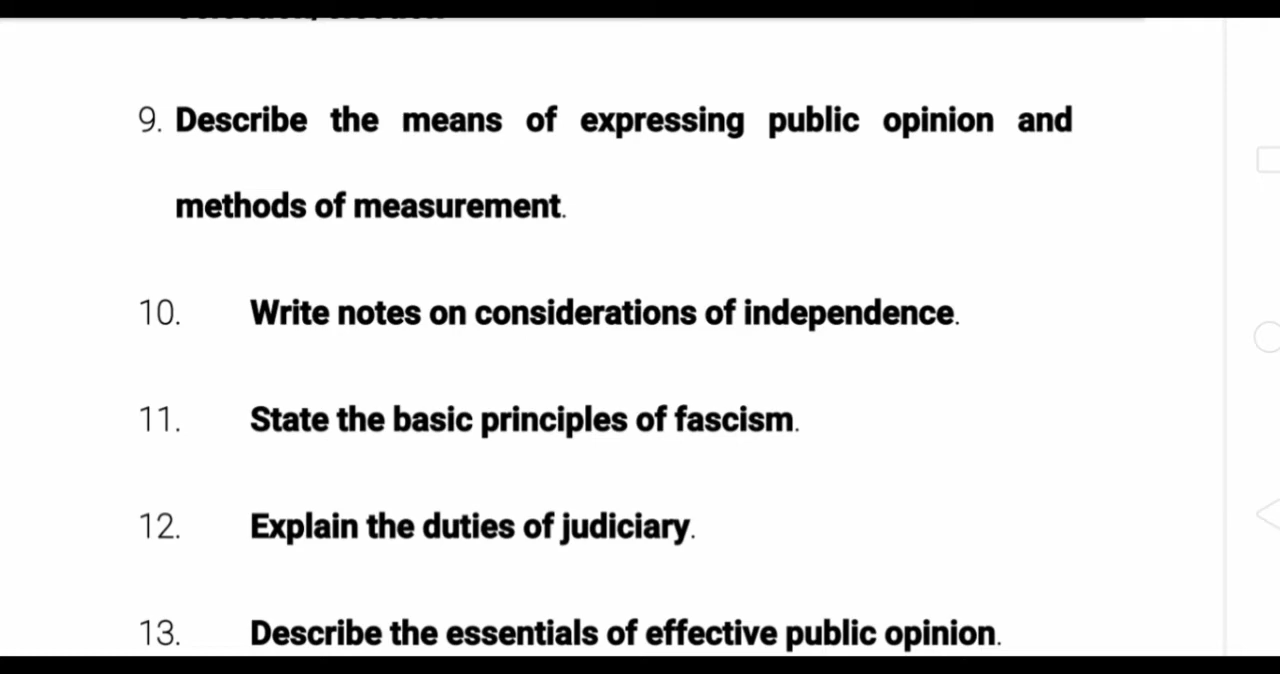 9. Describe the means of expressing public opinion and
methods of measurement.
10. Write notes on considerations of independence.
11. State the basic principles of fascism.
12. Explain the duties of judiciary.
13. Describe the essentials of effective public opinion.